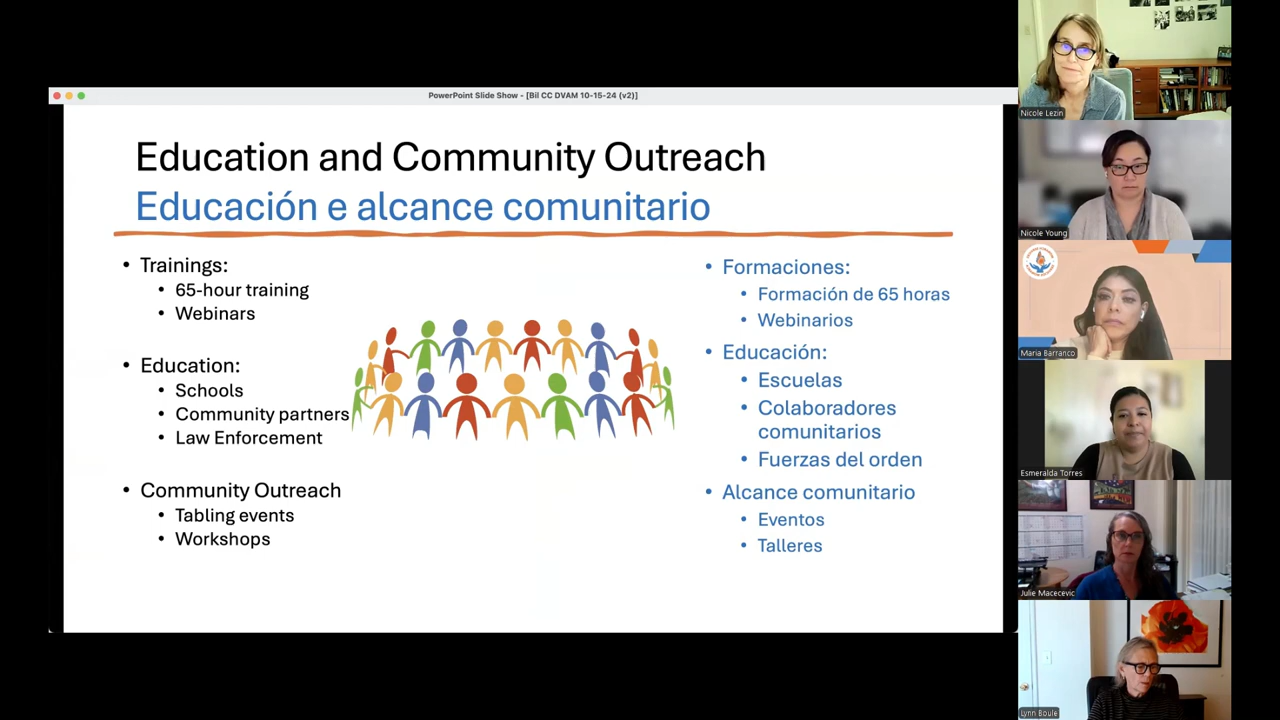 PowerPoint Slide Show - [Bil CC DVAM 10-15-24 (v2)]
Education and Community Outreach
Educación e alcance comunitario
• Trainings:
• 65-hour training
• Webinars
• Education:
• Schools
• Community partners
• Law Enforcement
• Community Outreach
• Tabling events
• Workshops
• Formaciones:
• Formación de 65 horas
• Webinarios
• Educación:
• Escuelas
• Colaboradores
comunitarios
• Fuerzas del orden
• Alcance comunitario
• Eventos
• Talleres
Nicole Lezin
Nicole Young
Maria Barranco
Esmeralda Torres
Julie Macecevic
Lynn Boule